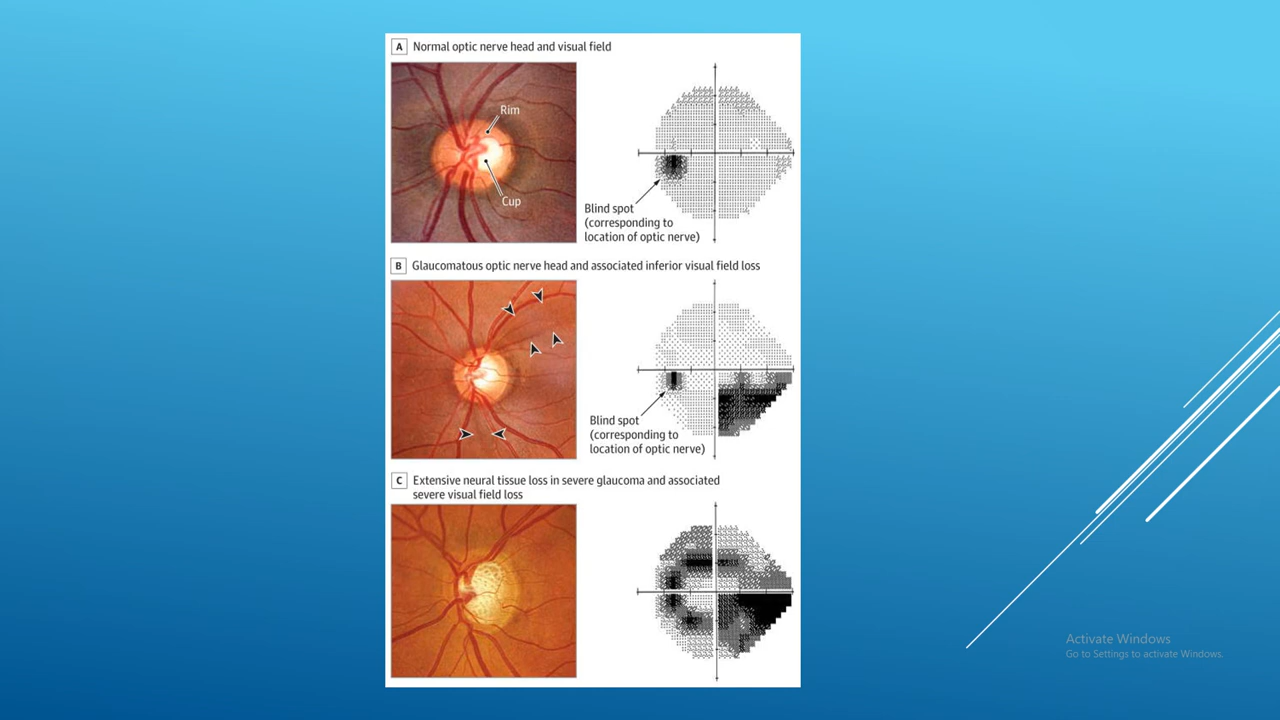 A Normal optic nerve head and visual field
Rim
Cup
Blind spot
(corresponding to
location of optic nerve)
B Glaucomatous optic nerve head and associated inferior visual field loss
Blind spot
(corresponding to
location of optic nerve)
C Extensive neural tissue loss in severe glaucoma and associated
severe visual field loss
Activate Windows
Go to Settings to activate Windows.